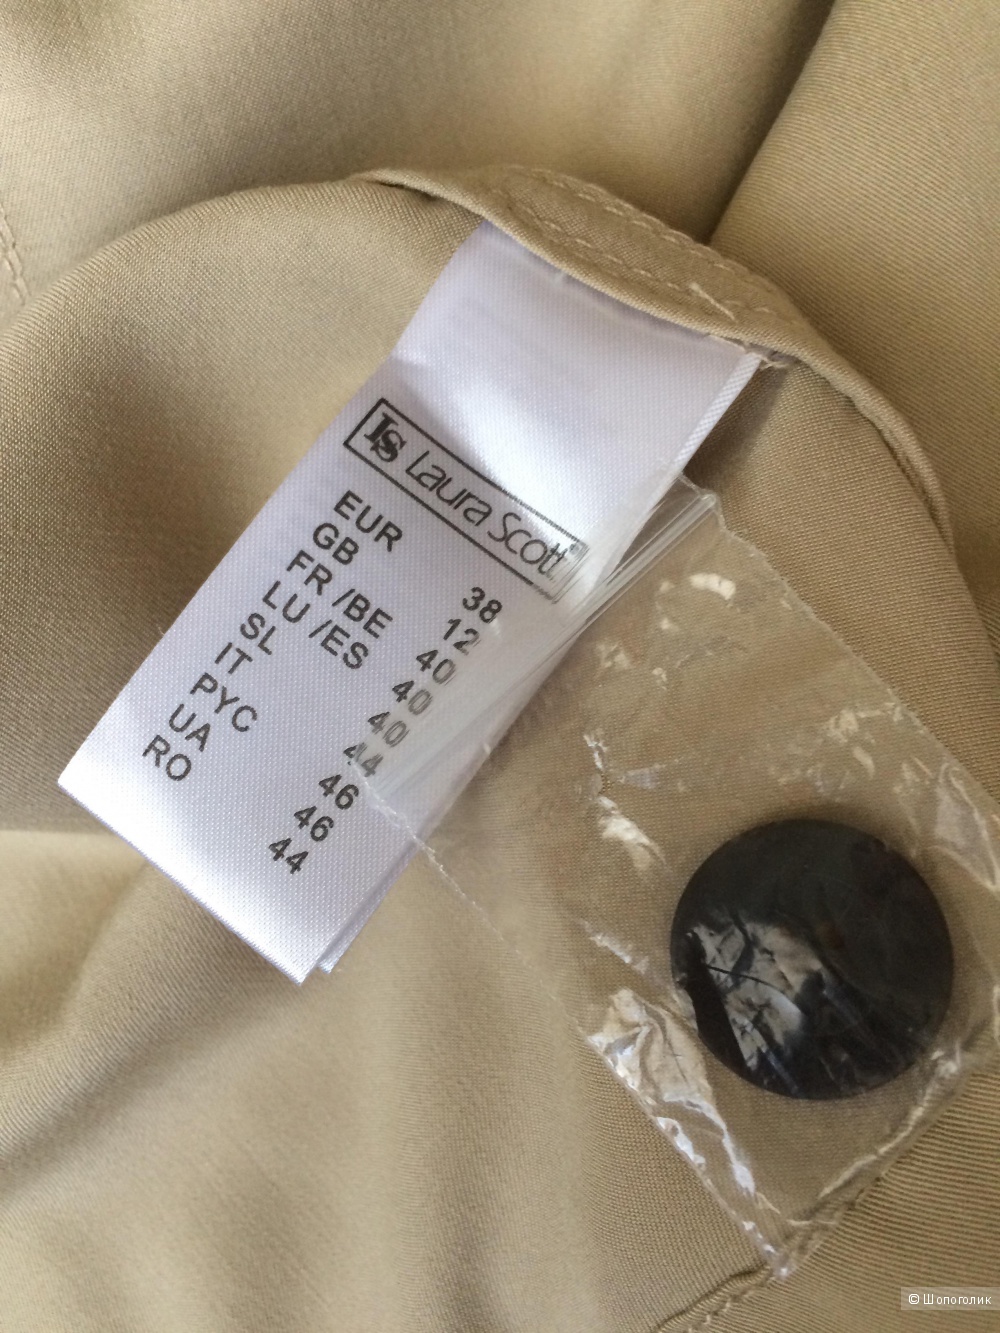 LS Laura Scott®
EUR 38
GB 12
FR /BE 40
LU /ES 40
SL 40
IT 44
РУС 46
UA 46
RO 44
© Шопоголик